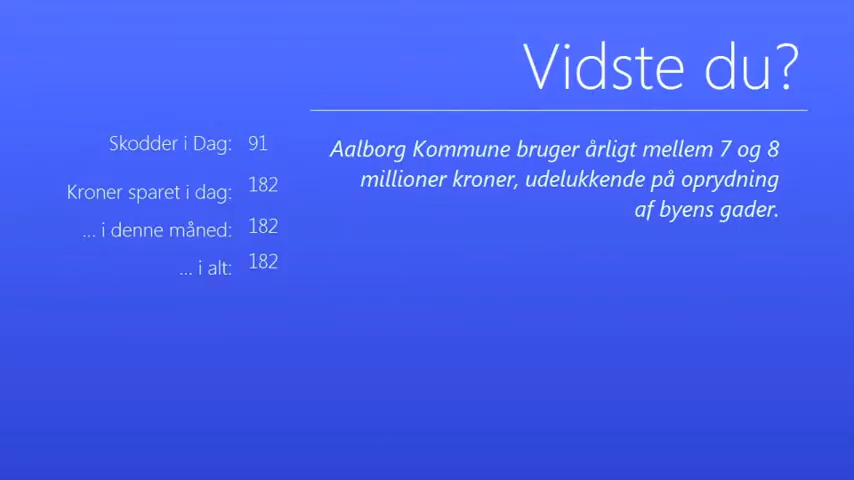 Vidste du?
Skodder i Dag: 91
Kroner sparet i dag: 182
... i denne måned: 182
... i alt: 182
Aalborg Kommune bruger årligt mellem 7 og 8
millioner kroner, udelukkende på oprydning
af byens gader.